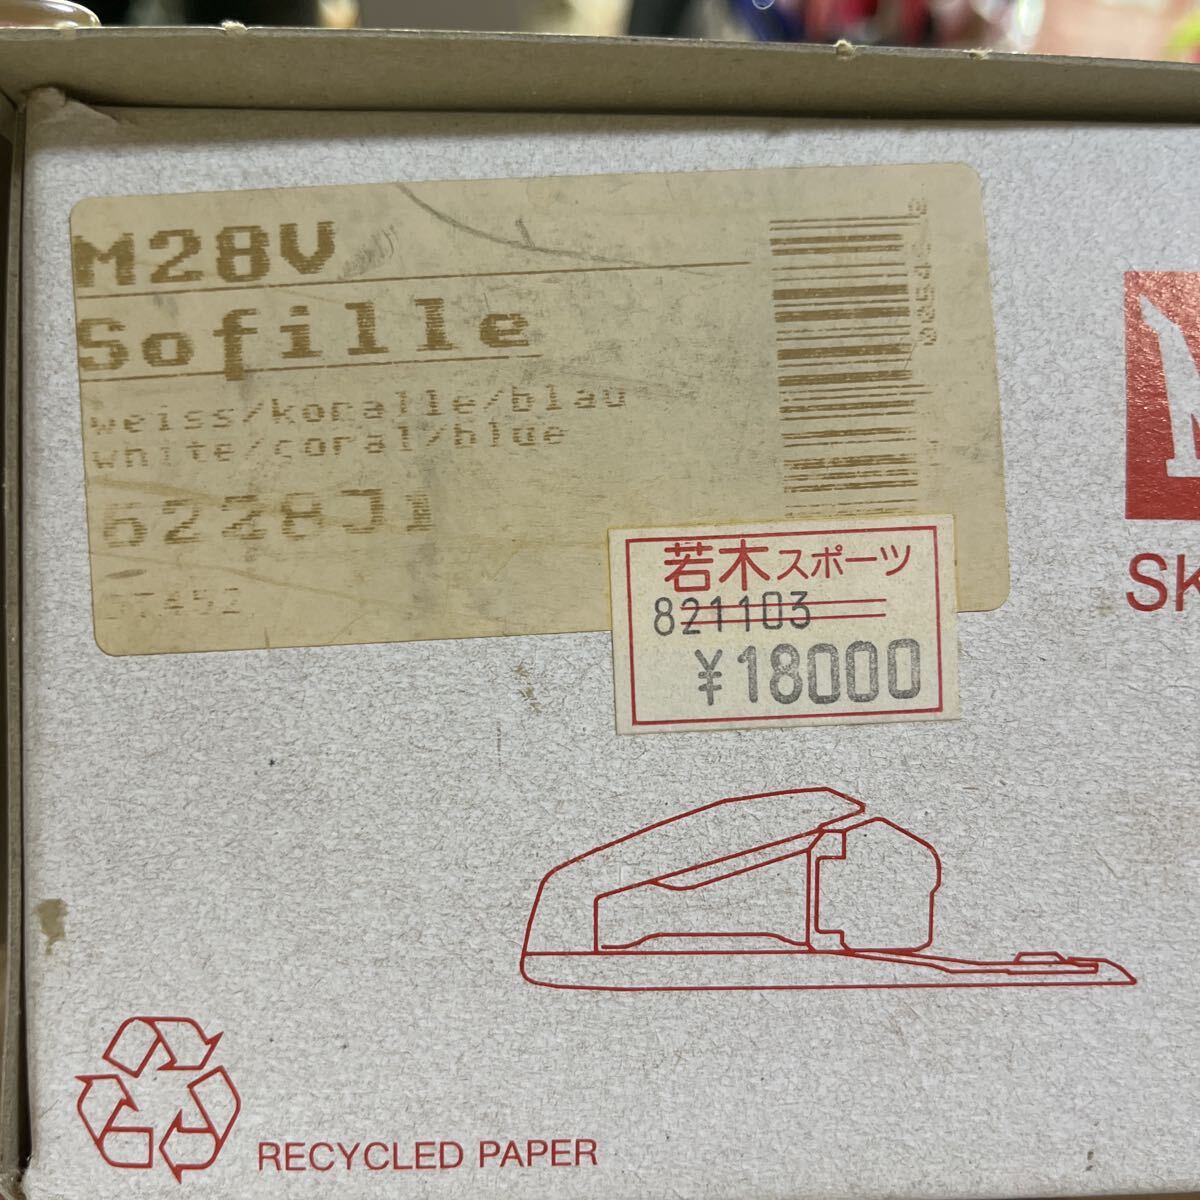 M28V
Sofille
weiss/koralle/blau
white/coral/blue
6228J1
若木スポーツ
821103
¥18000
SK
RECYCLED PAPER